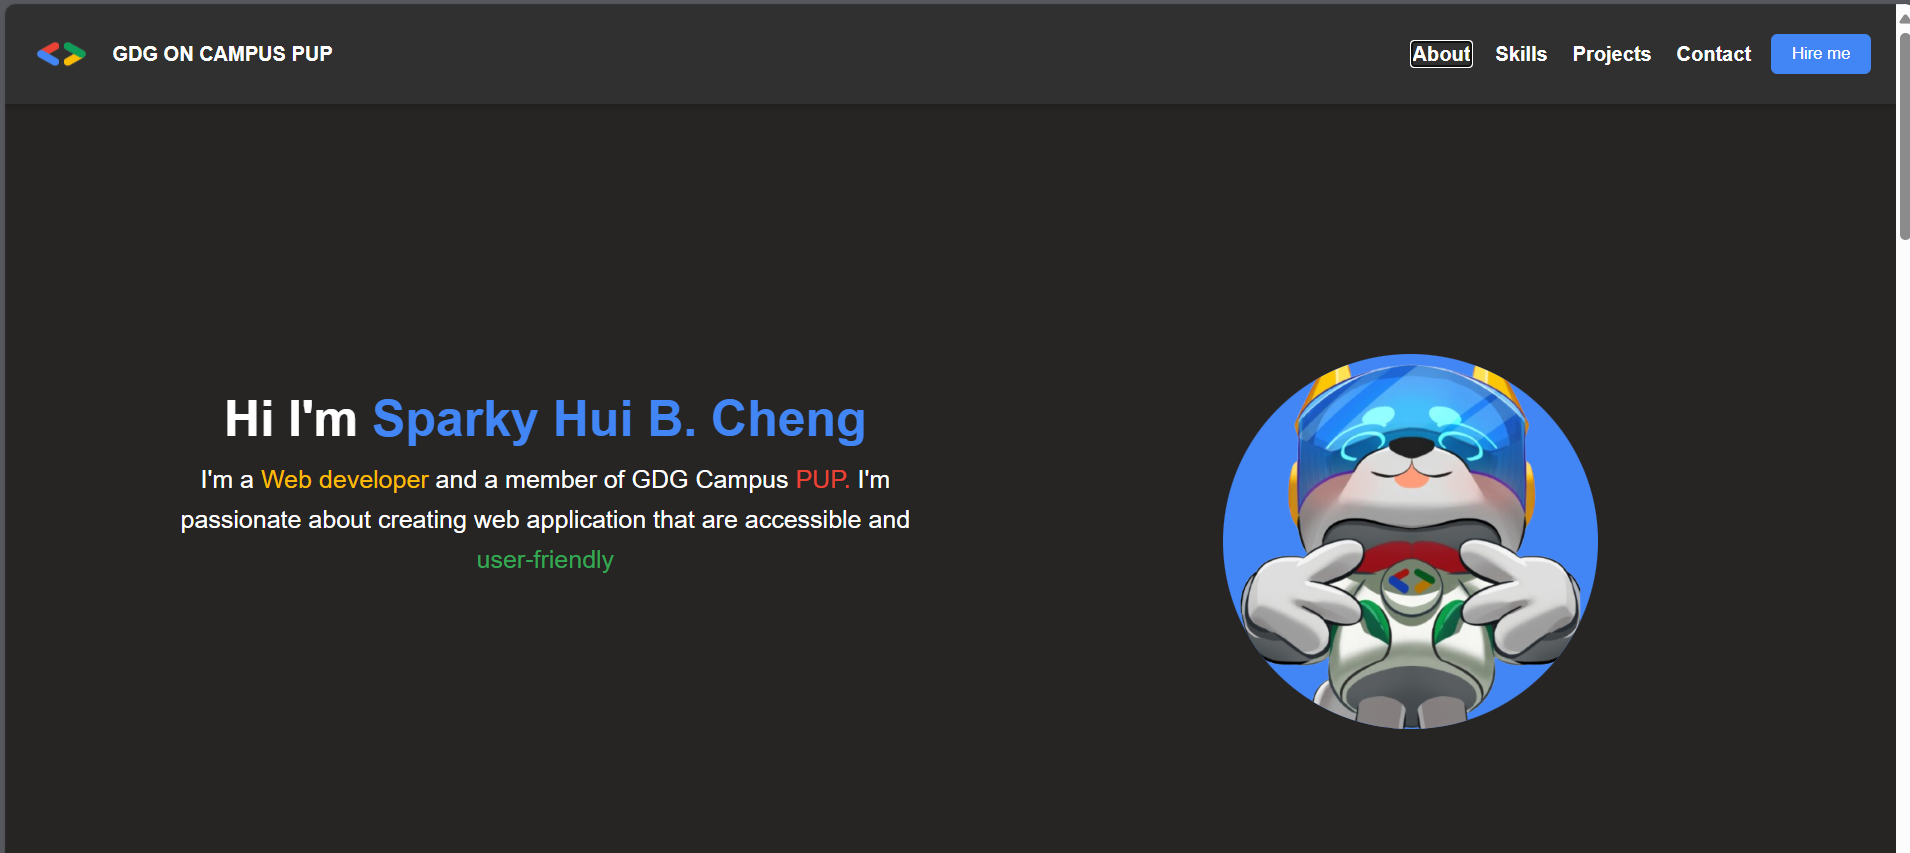 GDG ON CAMPUS PUP
About Skills Projects Contact Hire me
Hi I'm Sparky Hui B. Cheng
I'm a Web developer and a member of GDG Campus PUP. I'm
passionate about creating web application that are accessible and
user-friendly